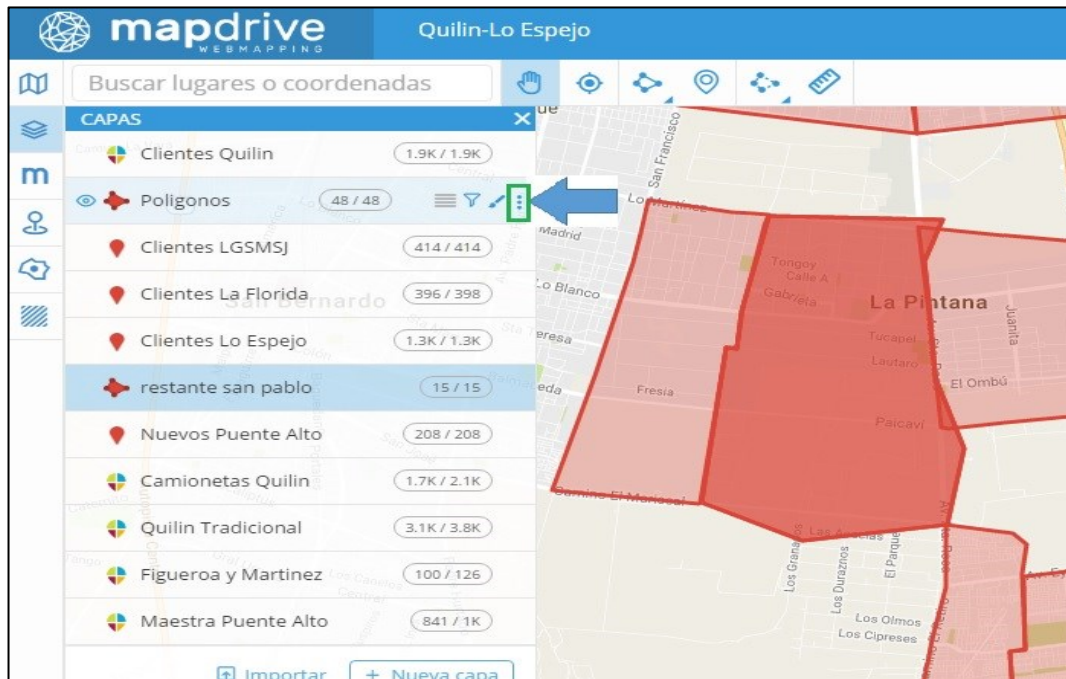 mapdrive
WEBMAPPING
Quilin-Lo Espejo
Buscar lugares o coordenadas
CAPAS
Clientes Quilin 1.9K / 1.9K
Poligonos 48 / 48
Clientes LGSMSJ 414 / 414
Clientes La Florida 396 / 398
Clientes Lo Espejo 1.3K / 1.3K
restante san pablo 15 / 15
Nuevos Puente Alto 208 / 208
Camionetas Quilin 1.7K / 2.1K
Quilin Tradicional 3.1K / 3.8K
Figueroa y Martinez 100 / 126
Maestra Puente Alto 841 / 1K
Importar + Nueva capa
m
San Bernardo
San Francisco
Lo Martínez
Madrid
Lo Blanco
Sta Teresa
Fresia
Tongoy
Calle A
Gabriela
La Pintana
Juanita
Tucapel
Lautaro
El Ombú
Paicaví
Camino El Mariscal
Las Acacias
Los Granados
Los Duraznos
El Parque
Av. Sta. Rosa
Los Olmos
Los Cipreses